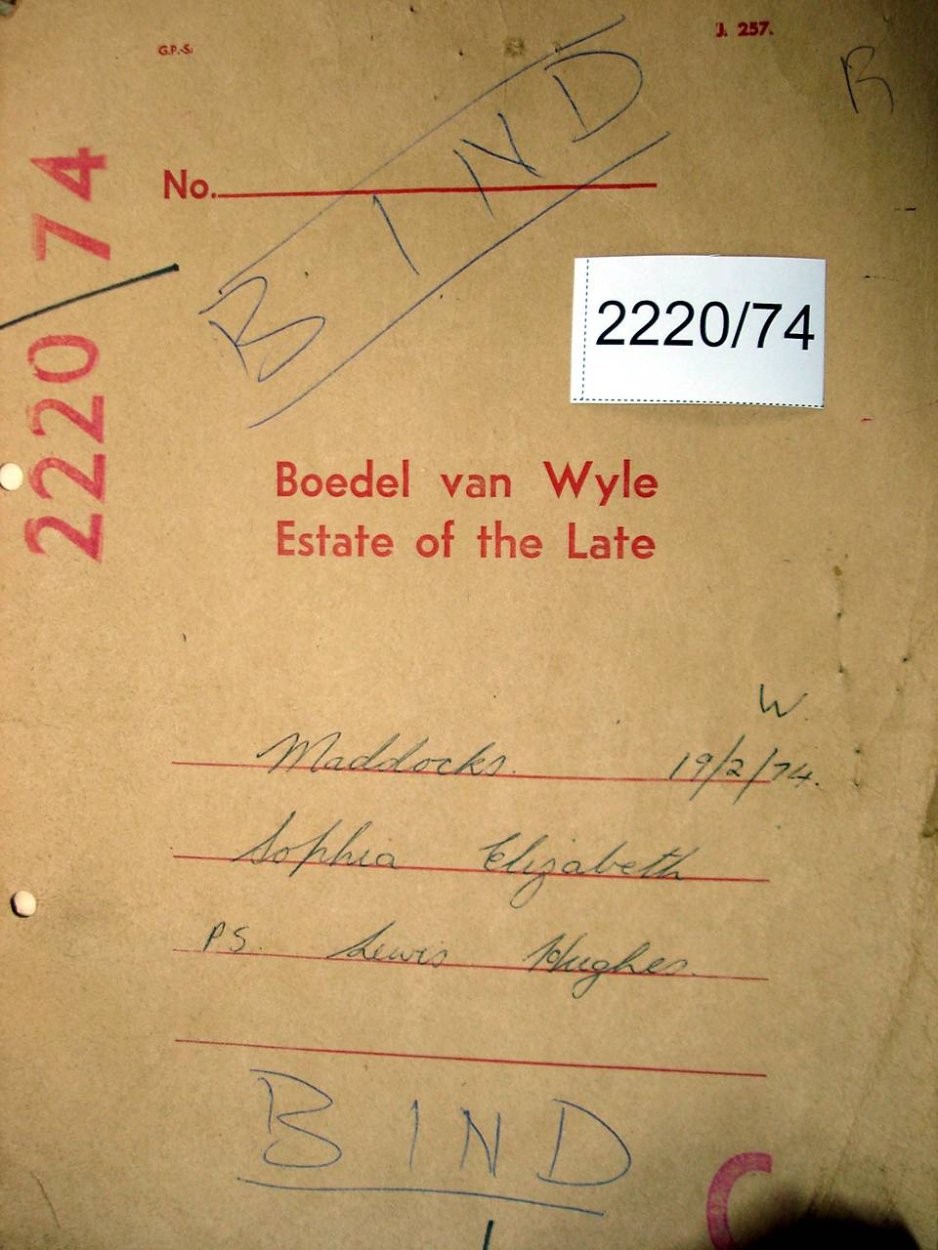 G.P.-S.
J. 257.
R
No.
BIND
2220/74
2220/74
Boedel van Wyle
Estate of the Late
W.
Maddocks. 19/2/74.
Sophia Elizabeth
PS. Lewis Hughes.
BIND
C